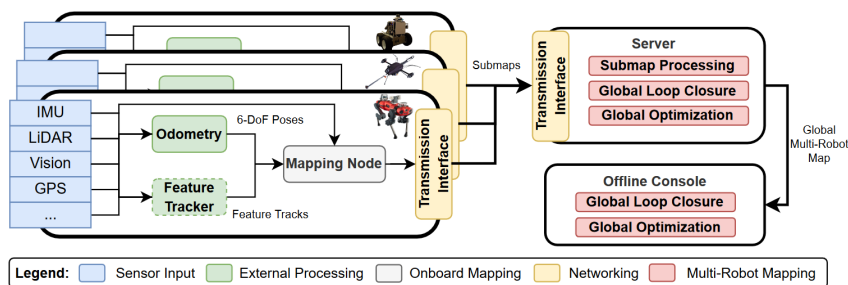 IMU
LiDAR
Vision
GPS
...
Odometry
Feature
Tracker
6-DoF Poses
Feature Tracks
Mapping Node
Transmission
Interface
Submaps
Transmission
Interface
Server
Submap Processing
Global Loop Closure
Global Optimization
Global
Multi-Robot
Map
Offline Console
Global Loop Closure
Global Optimization
Legend: Sensor Input External Processing Onboard Mapping Networking Multi-Robot Mapping